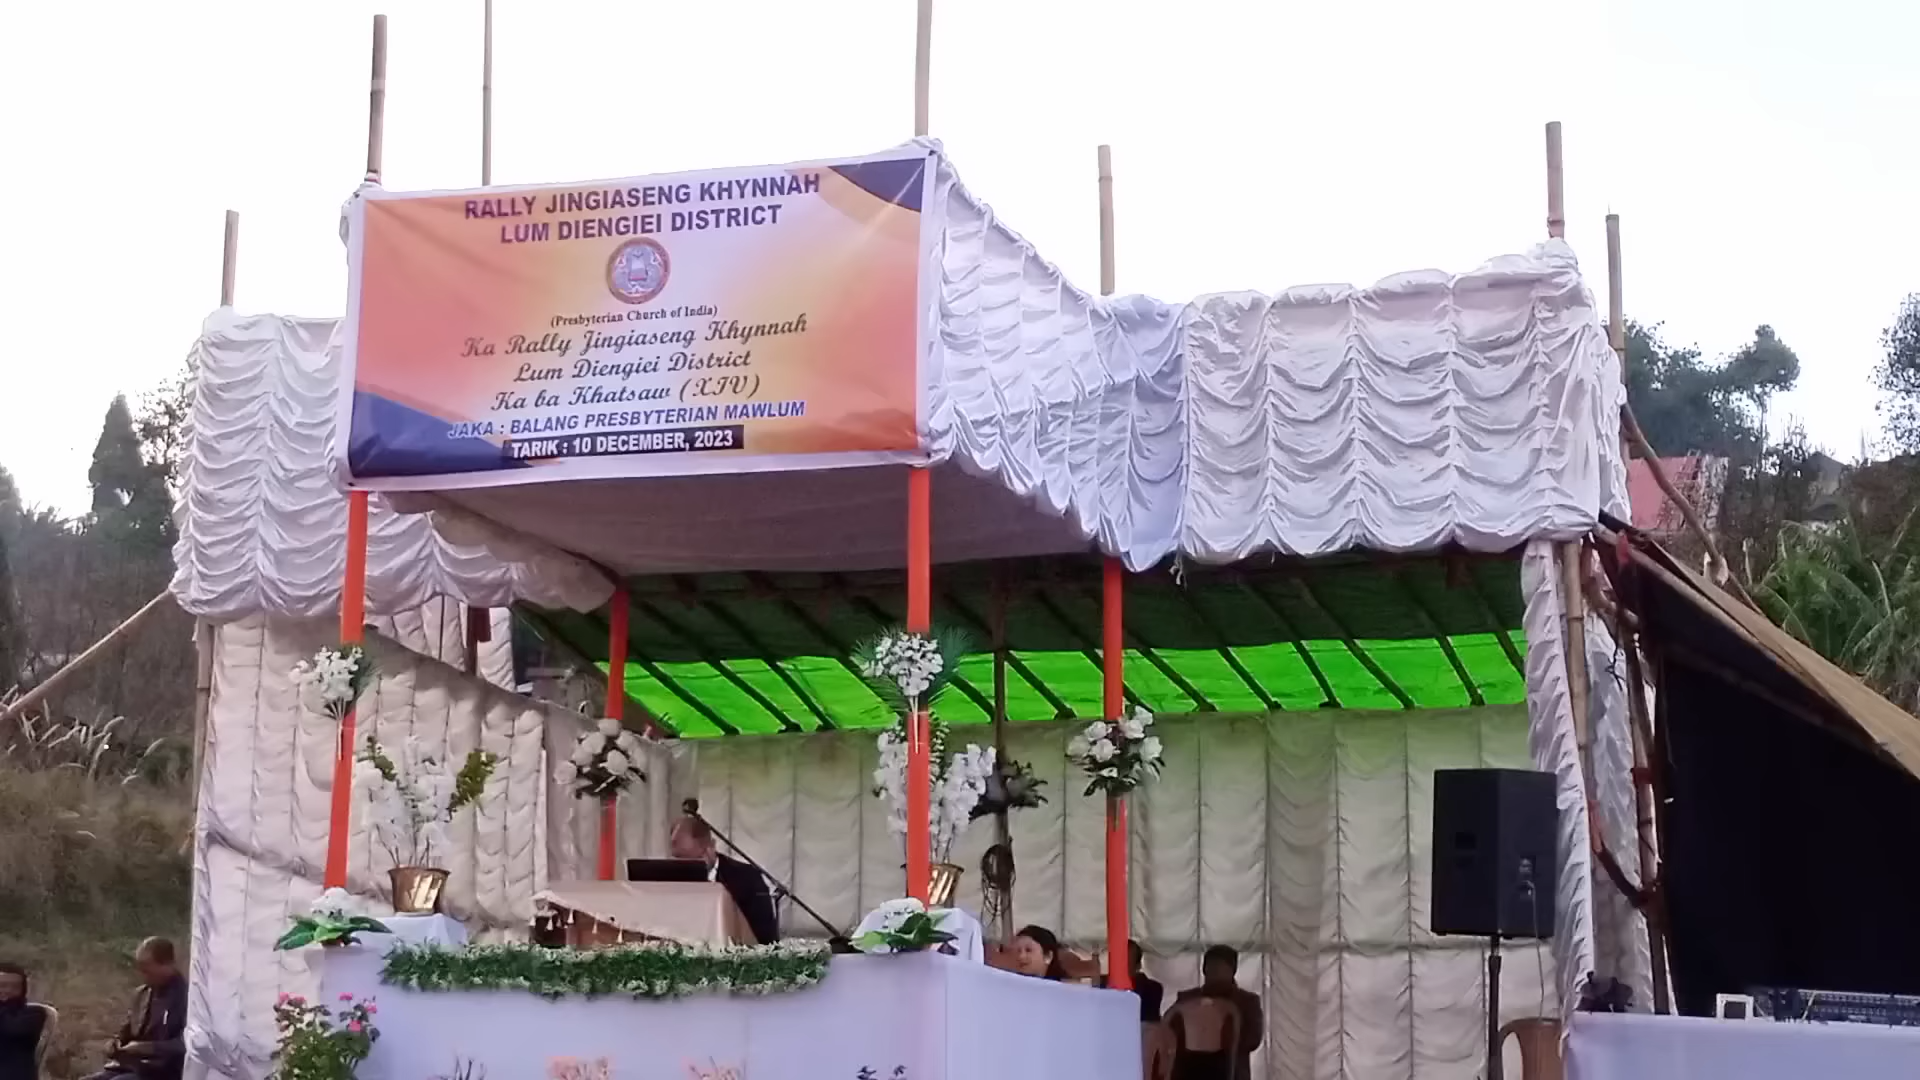 RALLY JINGIASENG KHYNNAH
LUM DIENGIEI DISTRICT
(Presbyterian Church of India)
Ka Rally Jingiaseng Khynnah
Lum Diengiei District
Ka ba Khatsaw (XIV)
JAKA : BALANG PRESBYTERIAN MAWLUM
TARIK : 10 DECEMBER, 2023